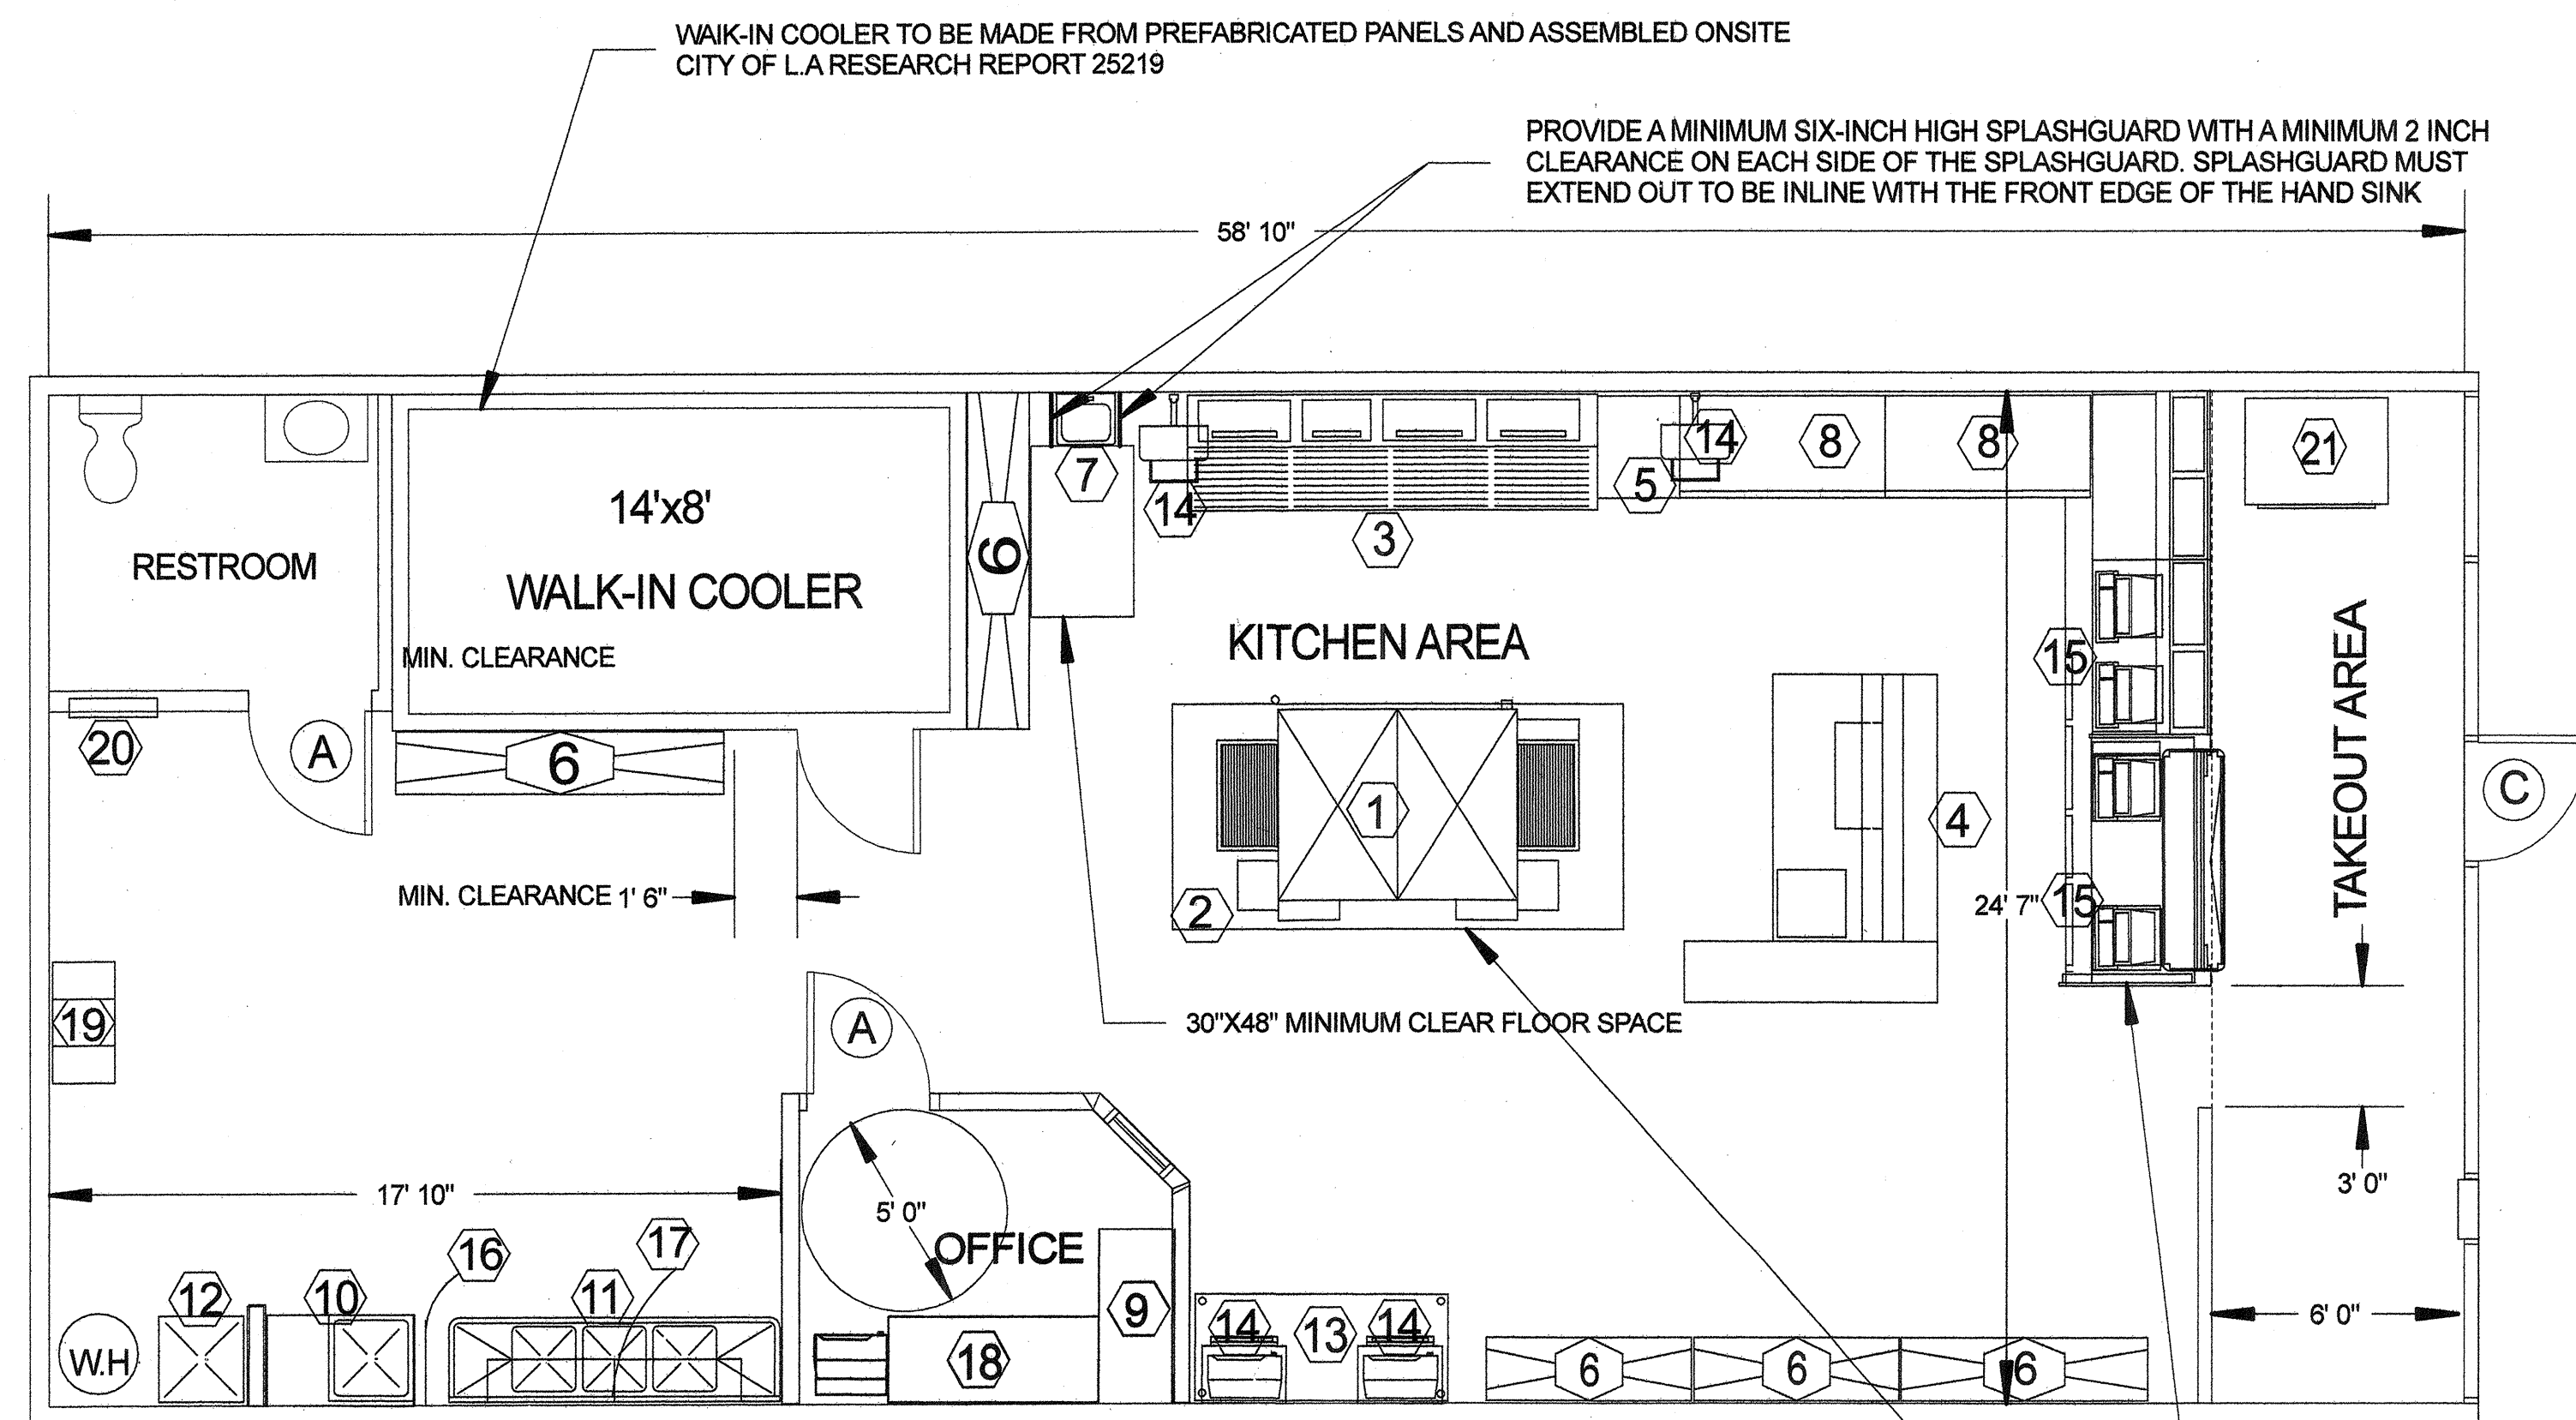 WAIK-IN COOLER TO BE MADE FROM PREFABRICATED PANELS AND ASSEMBLED ONSITE
CITY OF L.A RESEARCH REPORT 25219
PROVIDE A MINIMUM SIX-INCH HIGH SPLASHGUARD WITH A MINIMUM 2 INCH
CLEARANCE ON EACH SIDE OF THE SPLASHGUARD. SPLASHGUARD MUST
EXTEND OUT TO BE INLINE WITH THE FRONT EDGE OF THE HAND SINK
58' 10"
RESTROOM
14'x8'
WALK-IN COOLER
MIN. CLEARANCE
6
7
14
3
5
14
8
8
21
KITCHEN AREA
15
TAKEOUT AREA
20
A
6
1
2
4
C
MIN. CLEARANCE 1' 6"
24' 7"
15
19
A
30"X48" MINIMUM CLEAR FLOOR SPACE
17' 10"
5' 0"
OFFICE
3' 0"
16
17
12
10
11
9
W.H
18
14
13
14
6
6
6
6' 0"